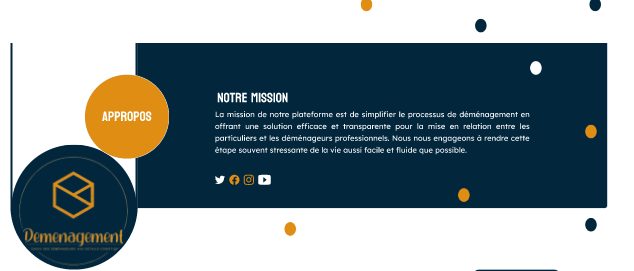 NOTRE MISSION
La mission de notre plateforme est de simplifier le processus de déménagement en
offrant une solution efficace et transparente pour la mise en relation entre les
particuliers et les déménageurs professionnels. Nous nous engageons à rendre cette
étape souvent stressante de la vie aussi facile et fluide que possible.
APPROPOS
Demenagement